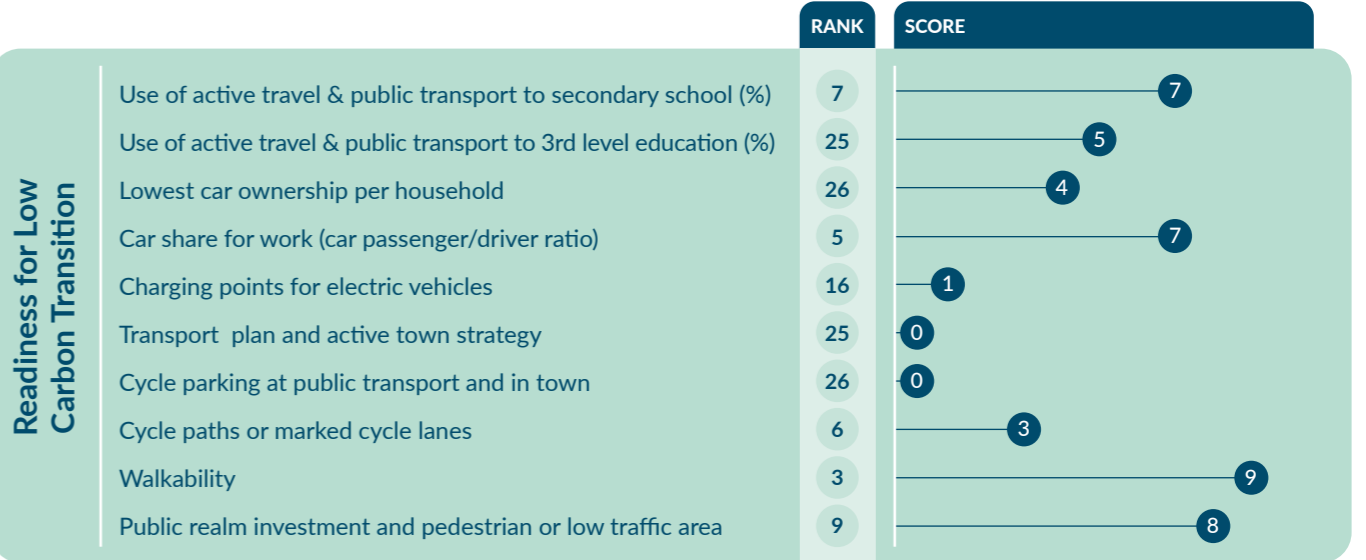 RANK SCORE
Readiness for Low
Carbon Transition
Use of active travel & public transport to secondary school (%) 7 7
Use of active travel & public transport to 3rd level education (%) 25 5
Lowest car ownership per household 26 4
Car share for work (car passenger/driver ratio) 5 7
Charging points for electric vehicles 16 1
Transport plan and active town strategy 25 0
Cycle parking at public transport and in town 26 0
Cycle paths or marked cycle lanes 6 3
Walkability 3 9
Public realm investment and pedestrian or low traffic area 9 8